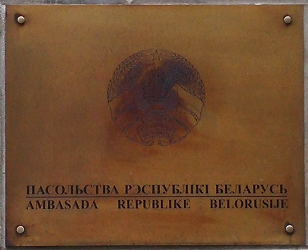 ПАСОЛЬСТВА РЭСПУБЛІКІ БЕЛАРУСЬ
AMBASADA REPUBLIKE BELORUSIJE